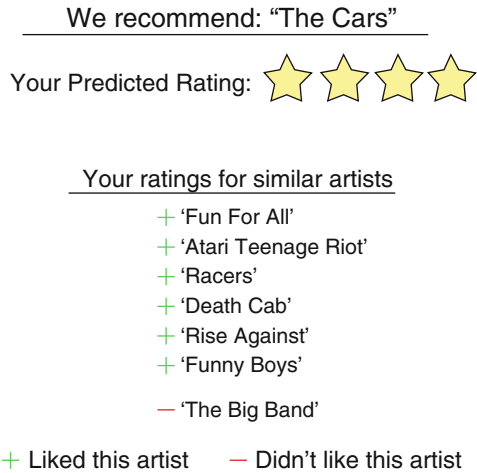 We recommend: “The Cars”
Your Predicted Rating:
Your ratings for similar artists
+ ‘Fun For All’
+ ‘Atari Teenage Riot’
+ ‘Racers’
+ ‘Death Cab’
+ ‘Rise Against’
+ ‘Funny Boys’
– ‘The Big Band’
+ Liked this artist – Didn’t like this artist